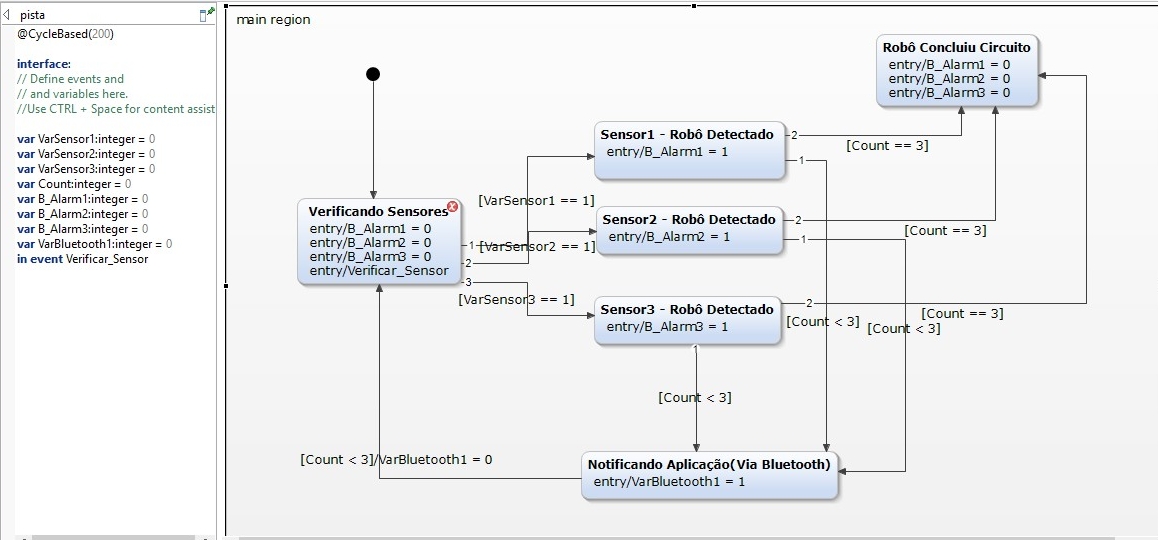 pista
@CycleBased(200)
interface:
// Define events and
// and variables here.
//Use CTRL + Space for content assist
var VarSensor1:integer = 0
var VarSensor2:integer = 0
var VarSensor3:integer = 0
var Count:integer = 0
var B_Alarm1:integer = 0
var B_Alarm2:integer = 0
var B_Alarm3:integer = 0
var VarBluetooth1:integer = 0
in event Verificar_Sensor
main region
Robô Concluiu Circuito
entry/B_Alarm1 = 0
entry/B_Alarm2 = 0
entry/B_Alarm3 = 0
Sensor1 - Robô Detectado
entry/B_Alarm1 = 1
2
[Count == 3]
1
Verificando Sensores
entry/B_Alarm1 = 0
entry/B_Alarm2 = 0
entry/B_Alarm3 = 0
entry/Verificar_Sensor
1
2
3
[VarSensor1 == 1]
[VarSensor2 == 1]
[VarSensor3 == 1]
Sensor2 - Robô Detectado
entry/B_Alarm2 = 1
2
[Count == 3]
1
Sensor3 - Robô Detectado
entry/B_Alarm3 = 1
2
[Count == 3]
[Count < 3]
[Count < 3]
1
[Count < 3]
[Count < 3]/VarBluetooth1 = 0
Notificando Aplicação(Via Bluetooth)
entry/VarBluetooth1 = 1